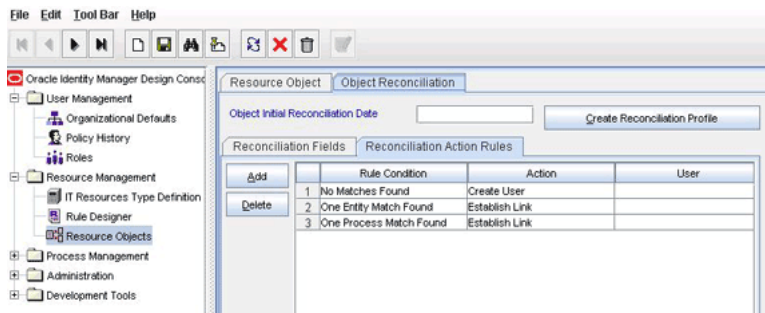 File Edit Tool Bar Help
Oracle Identity Manager Design Conso
User Management
Organizational Defaults
Policy History
Roles
Resource Management
IT Resources Type Definition
Rule Designer
Resource Objects
Process Management
Administration
Development Tools
Resource Object Object Reconciliation
Object Initial Reconciliation Date Create Reconciliation Profile
Reconciliation Fields Reconciliation Action Rules
Add Rule Condition Action User
1 No Matches Found Create User
Delete 2 One Entity Match Found Establish Link
3 One Process Match Found Establish Link